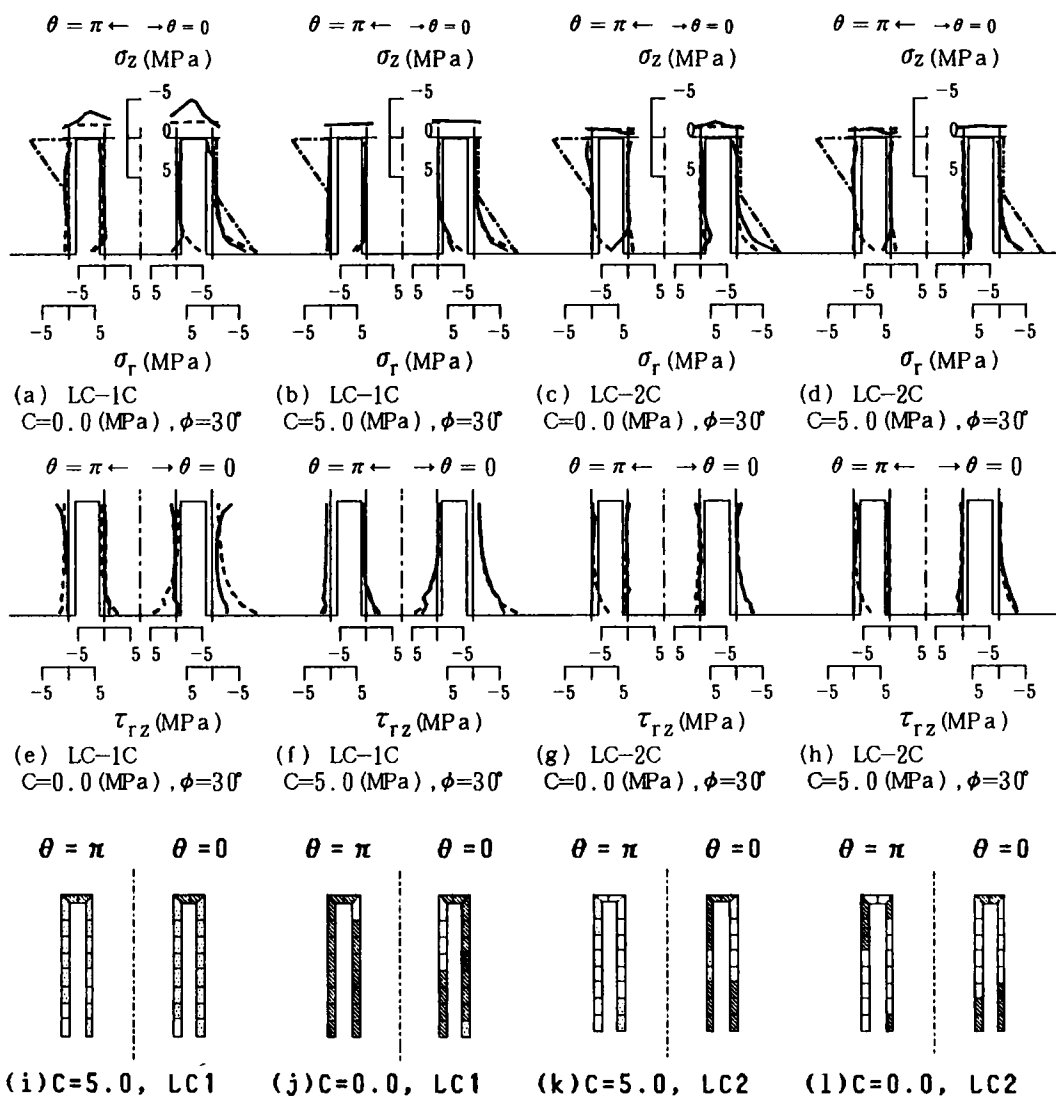 θ = π ← → θ = 0 θ = π ← → θ = 0 θ = π ← → θ = 0 θ = π ← → θ = 0
σz (MPa) σz (MPa) σz (MPa) σz (MPa)
-5 -5 -5 -5
0 0 0 0
5 5 5 5
-5 5 5 -5 -5 5 5 -5 -5 5 5 -5 -5 5 5 -5
-5 5 5 -5 -5 5 5 -5 -5 5 5 -5 -5 5 5 -5
σr (MPa) σr (MPa) σr (MPa) σr (MPa)
(a) LC-1C (b) LC-1C (c) LC-2C (d) LC-2C
C=0.0 (MPa) , φ=30° C=5.0 (MPa) , φ=30° C=0.0 (MPa) , φ=30° C=5.0 (MPa) , φ=30°
θ = π ← → θ = 0 θ = π ← → θ = 0 θ = π ← → θ = 0 θ = π ← → θ = 0
-5 5 5 -5 -5 5 5 -5 -5 5 5 -5 -5 5 5 -5
-5 5 5 -5 -5 5 5 -5 -5 5 5 -5 -5 5 5 -5
τrz (MPa) τrz (MPa) τrz (MPa) τrz (MPa)
(e) LC-1C (f) LC-1C (g) LC-2C (h) LC-2C
C=0.0 (MPa) , φ=30° C=5.0 (MPa) , φ=30° C=0.0 (MPa) , φ=30° C=5.0 (MPa) , φ=30°
θ = π θ = 0 θ = π θ = 0 θ = π θ = 0 θ = π θ = 0
(i) C=5.0, LC1 (j) C=0.0, LC1 (k) C=5.0, LC2 (l) C=0.0, LC2